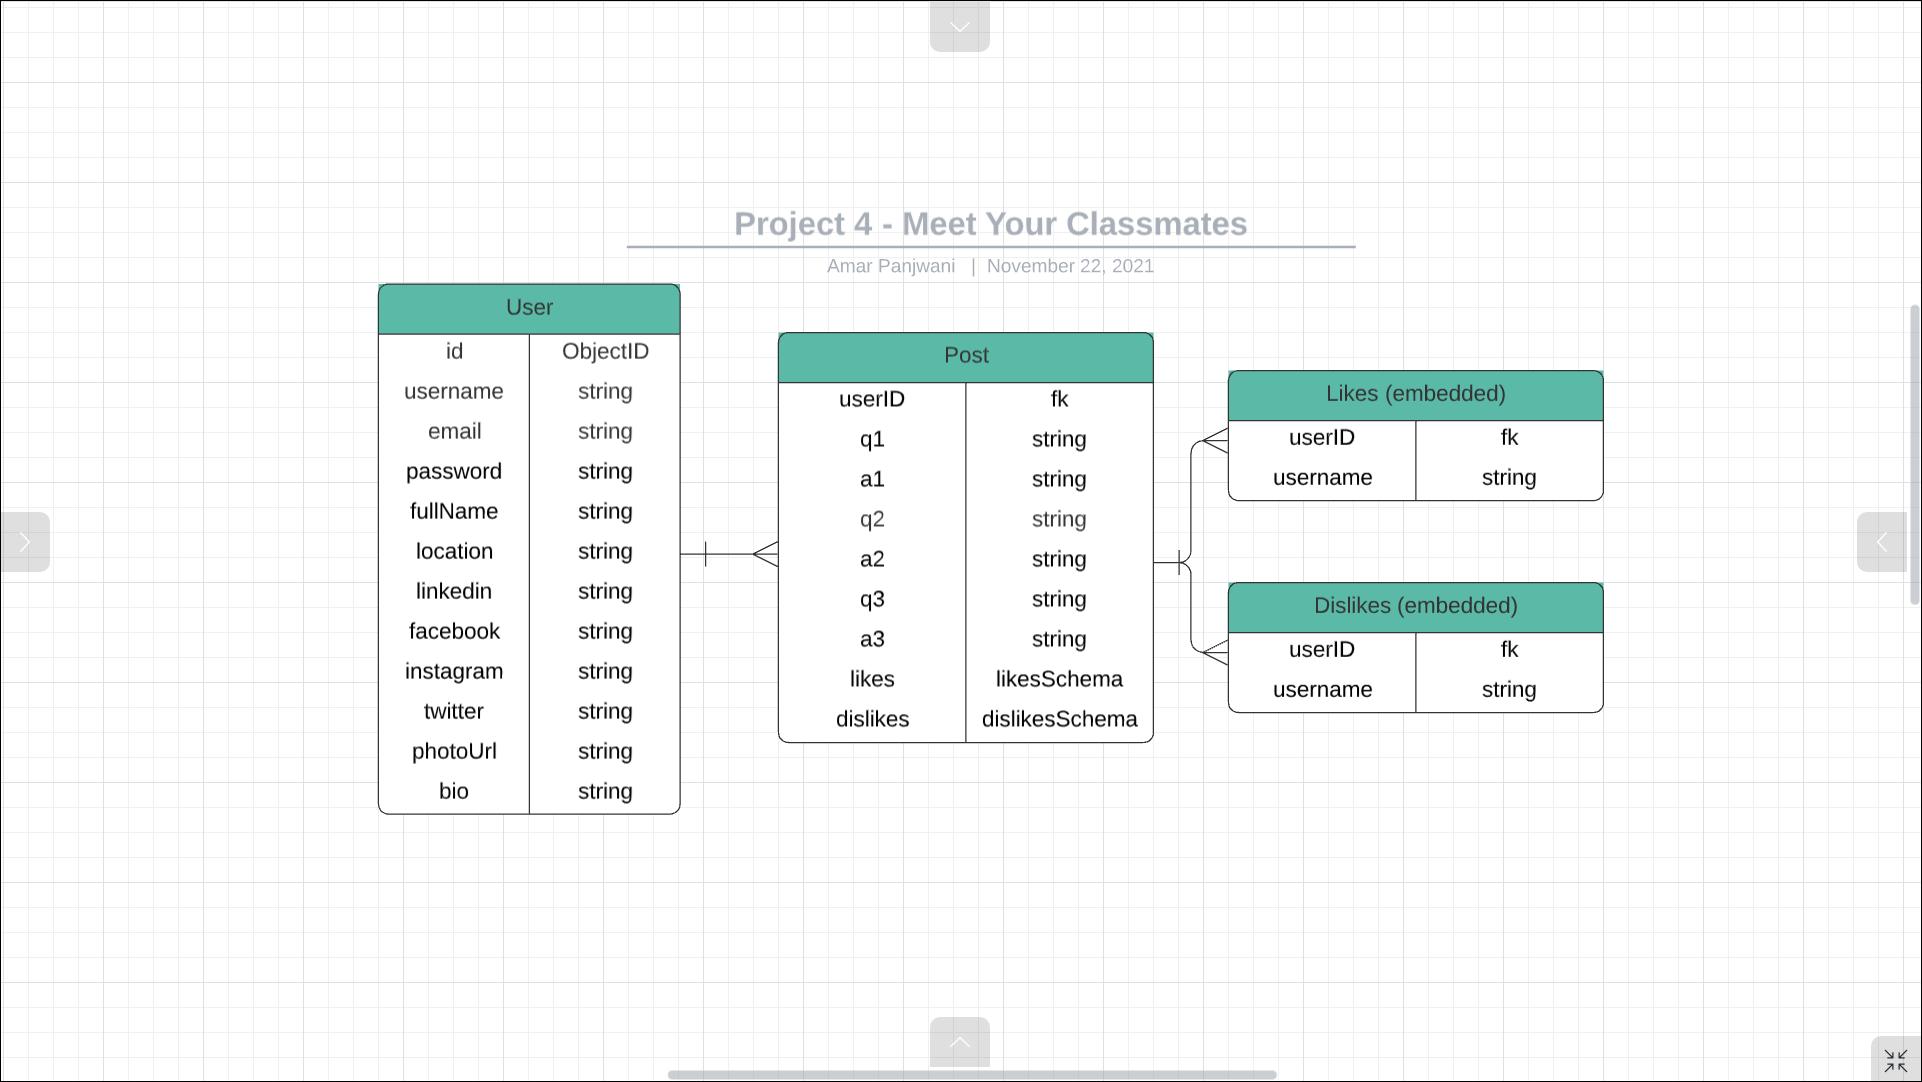 Project 4 - Meet Your Classmates
Amar Panjwani | November 22, 2021
User
id ObjectID
username string
email string
password string
fullName string
location string
linkedin string
facebook string
instagram string
twitter string
photoUrl string
bio string
Post
userID fk
q1 string
a1 string
q2 string
a2 string
q3 string
a3 string
likes likesSchema
dislikes dislikesSchema
Likes (embedded)
userID fk
username string
Dislikes (embedded)
userID fk
username string